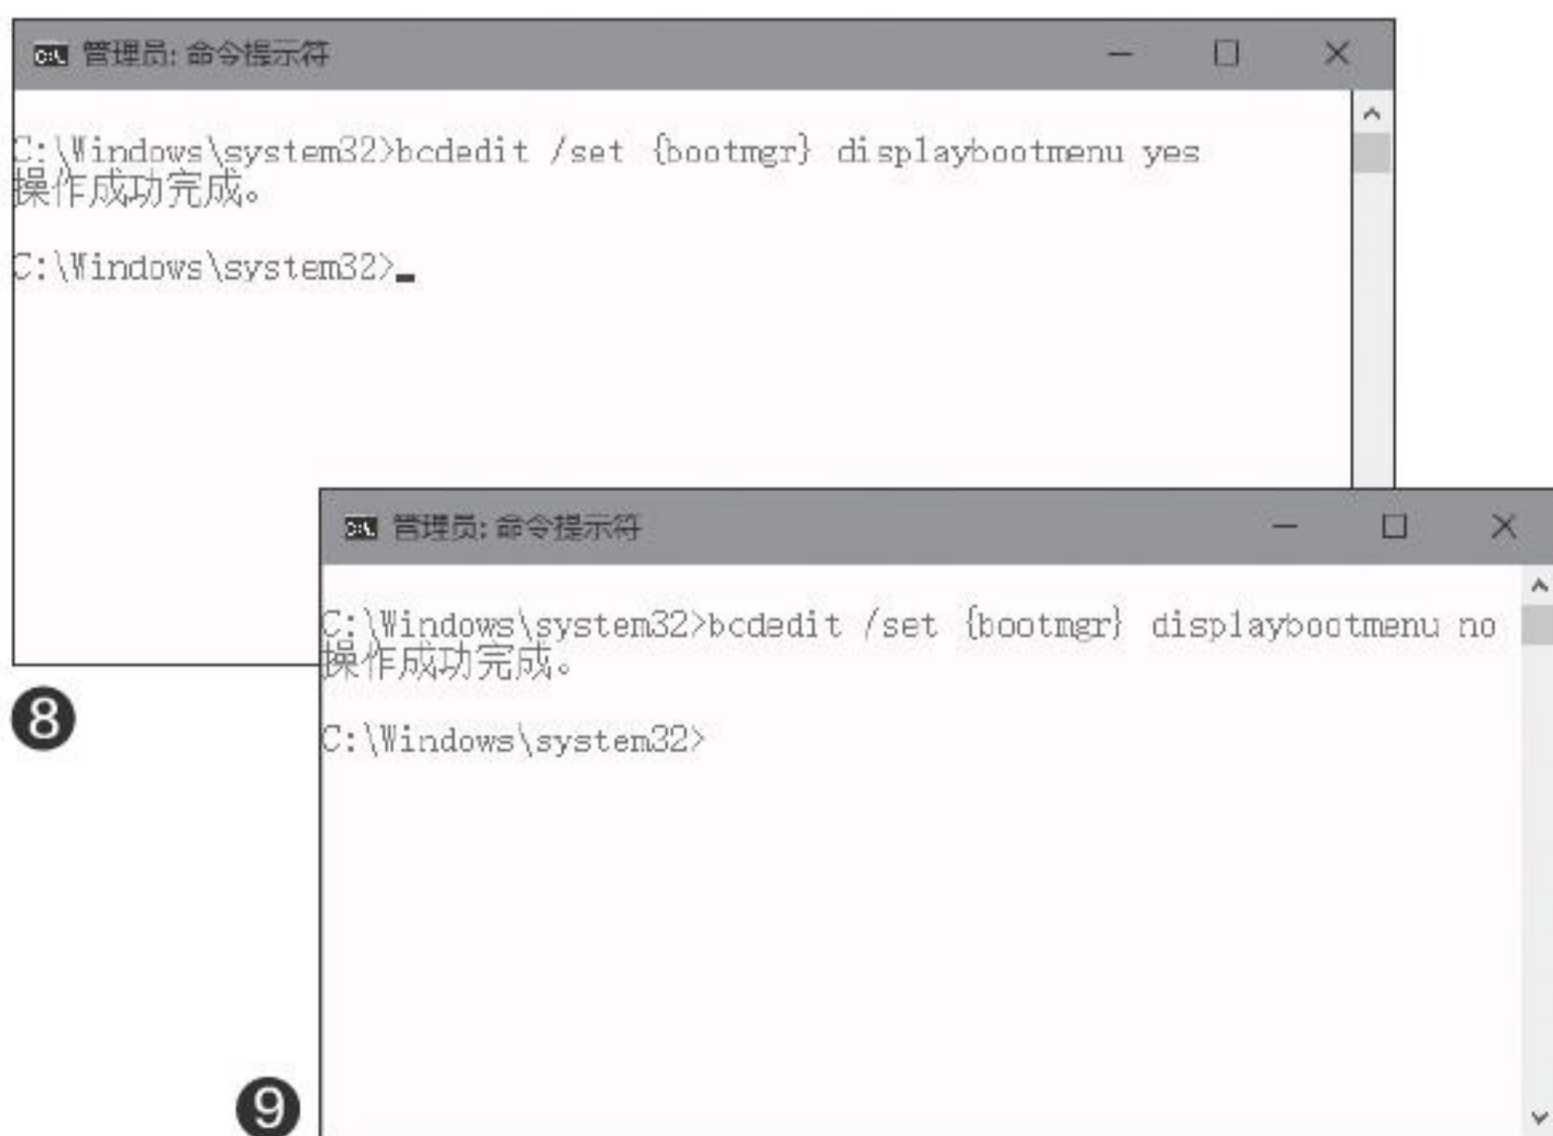 管理员: 命令提示符
C:\Windows\system32>bcdedit /set {bootmgr} displaybootmenu yes
操作成功完成。
C:\Windows\system32>
8
管理员: 命令提示符
C:\Windows\system32>bcdedit /set {bootmgr} displaybootmenu no
操作成功完成。
C:\Windows\system32>
9